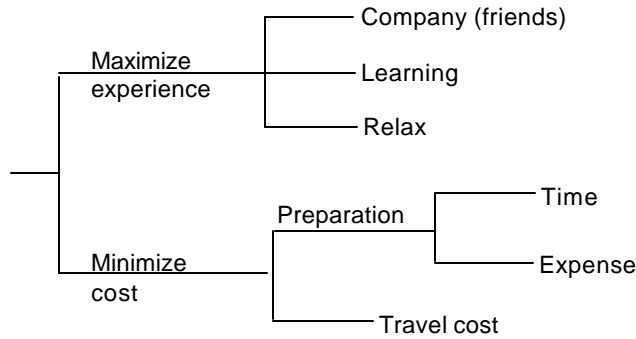 Company (friends)
Maximize
experience
Learning
Relax
Time
Preparation
Minimize
cost
Expense
Travel cost